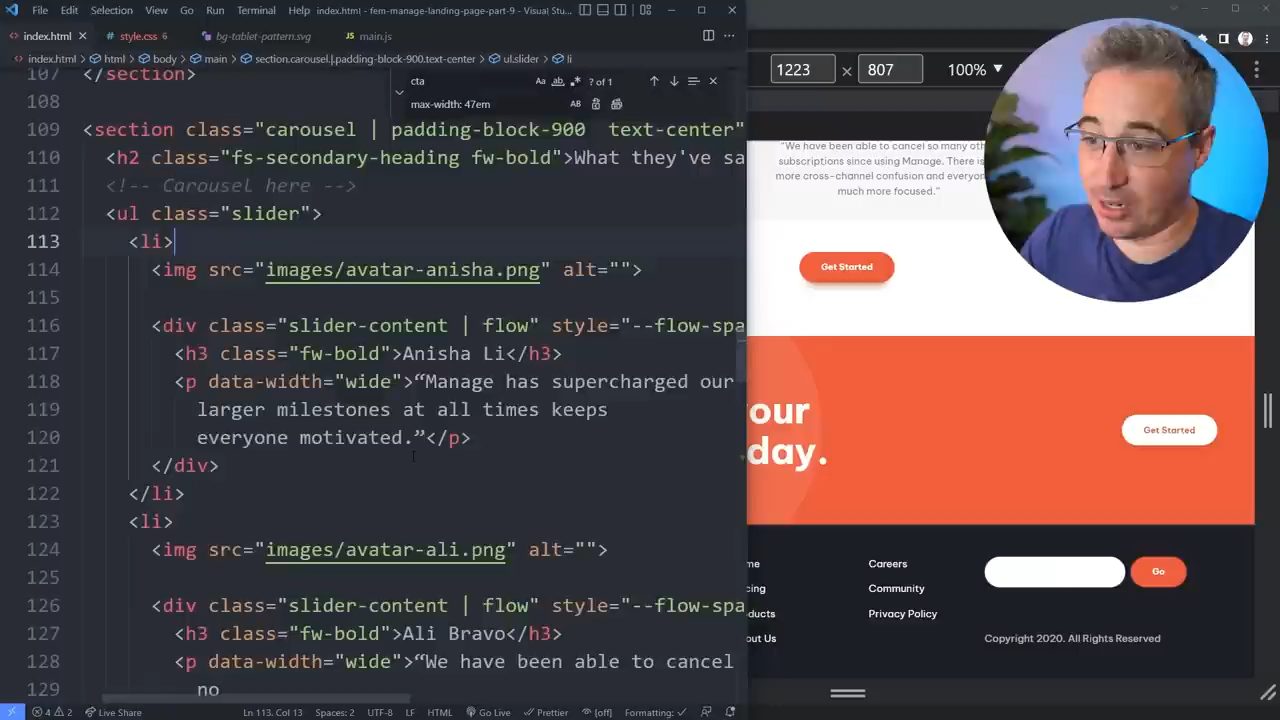 File Edit Selection View Go Run Terminal Help index.html - fem-manage-landing-page-part-9 - Visual Stu...
index.html style.css 6 bg-tablet-pattern.svg main.js
index.html > html > body > main > section.carousel.|.padding-block-900.text-center > ul.slider > li
cta Aa ab ? of 1
max-width: 47em AB
107 </section>
108
109 <section class="carousel | padding-block-900 text-center"
110 <h2 class="fs-secondary-heading fw-bold">What they've sa
111 <!-- Carousel here -->
112 <ul class="slider">
113 <li>
114 <img src="images/avatar-anisha.png" alt="">
115
116 <div class="slider-content | flow" style="--flow-spa
117 <h3 class="fw-bold">Anisha Li</h3>
118 <p data-width="wide">“Manage has supercharged our
119 larger milestones at all times keeps
120 everyone motivated.”</p>
121 </div>
122 </li>
123 <li>
124 <img src="images/avatar-ali.png" alt="">
125
126 <div class="slider-content | flow" style="--flow-spa
127 <h3 class="fw-bold">Ali Bravo</h3>
128 <p data-width="wide">“We have been able to cancel
129 no
4 2 Live Share Ln 113, Col 13 Spaces: 2 UTF-8 LF HTML Go Live Prettier [off] Formatting: ✓
1223 × 807 100% ▼
“We have been able to cancel so many oth
subscriptions since using Manage. There is
more cross-channel confusion and everyon
much more focused.”
Get Started
our
day.
Get Started
me
cing
ducts
out Us
Careers
Community
Privacy Policy
Go
Copyright 2020. All Rights Reserved